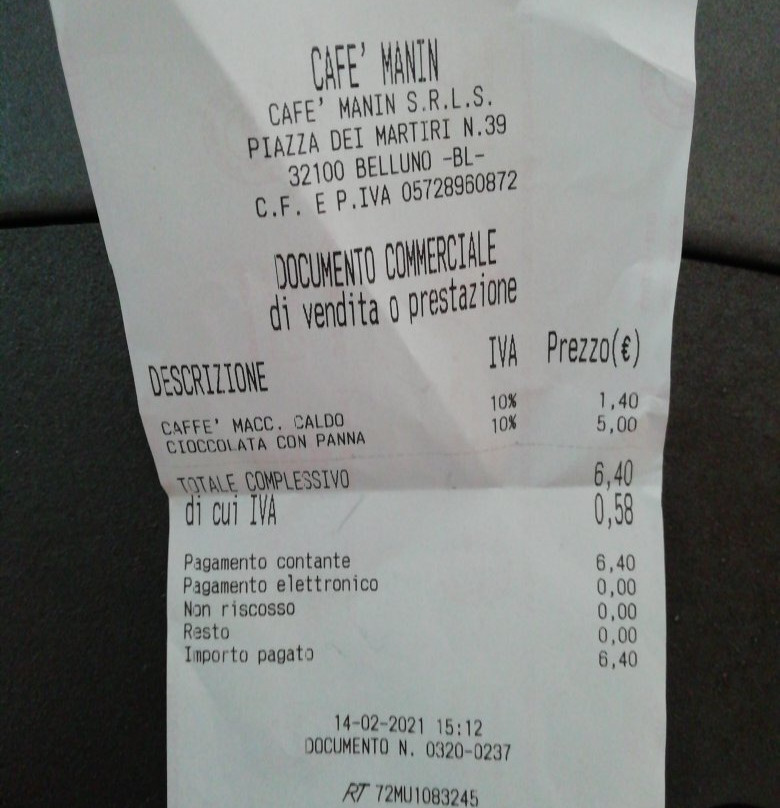 CAFE' MANIN
CAFE' MANIN S.R.L.S.
PIAZZA DEI MARTIRI N.39
32100 BELLUNO -BL-
C.F. E P.IVA 05728960872
DOCUMENTO COMMERCIALE
di vendita o prestazione
DESCRIZIONE IVA Prezzo(€)
CAFFE' MACC. CALDO 10% 1,40
CIOCCOLATA CON PANNA 10% 5,00
TOTALE COMPLESSIVO 6,40
di cui IVA 0,58
Pagamento contante 6,40
Pagamento elettronico 0,00
Non riscosso 0,00
Resto 0,00
Importo pagato 6,40
14-02-2021 15:12
DOCUMENTO N. 0320-0237
RT 72MU1083245